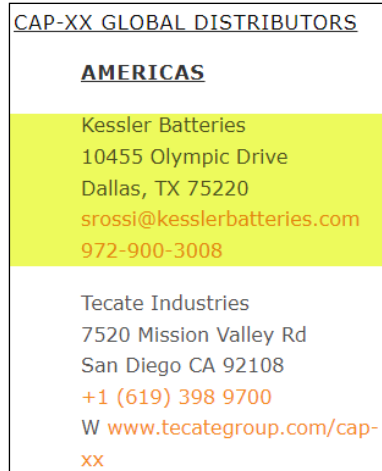 CAP-XX GLOBAL DISTRIBUTORS
AMERICAS
Kessler Batteries
10455 Olympic Drive
Dallas, TX 75220
srossi@kesslerbatteries.com
972-900-3008
Tecate Industries
7520 Mission Valley Rd
San Diego CA 92108
+1 (619) 398 9700
W www.tecategroup.com/cap-
xx